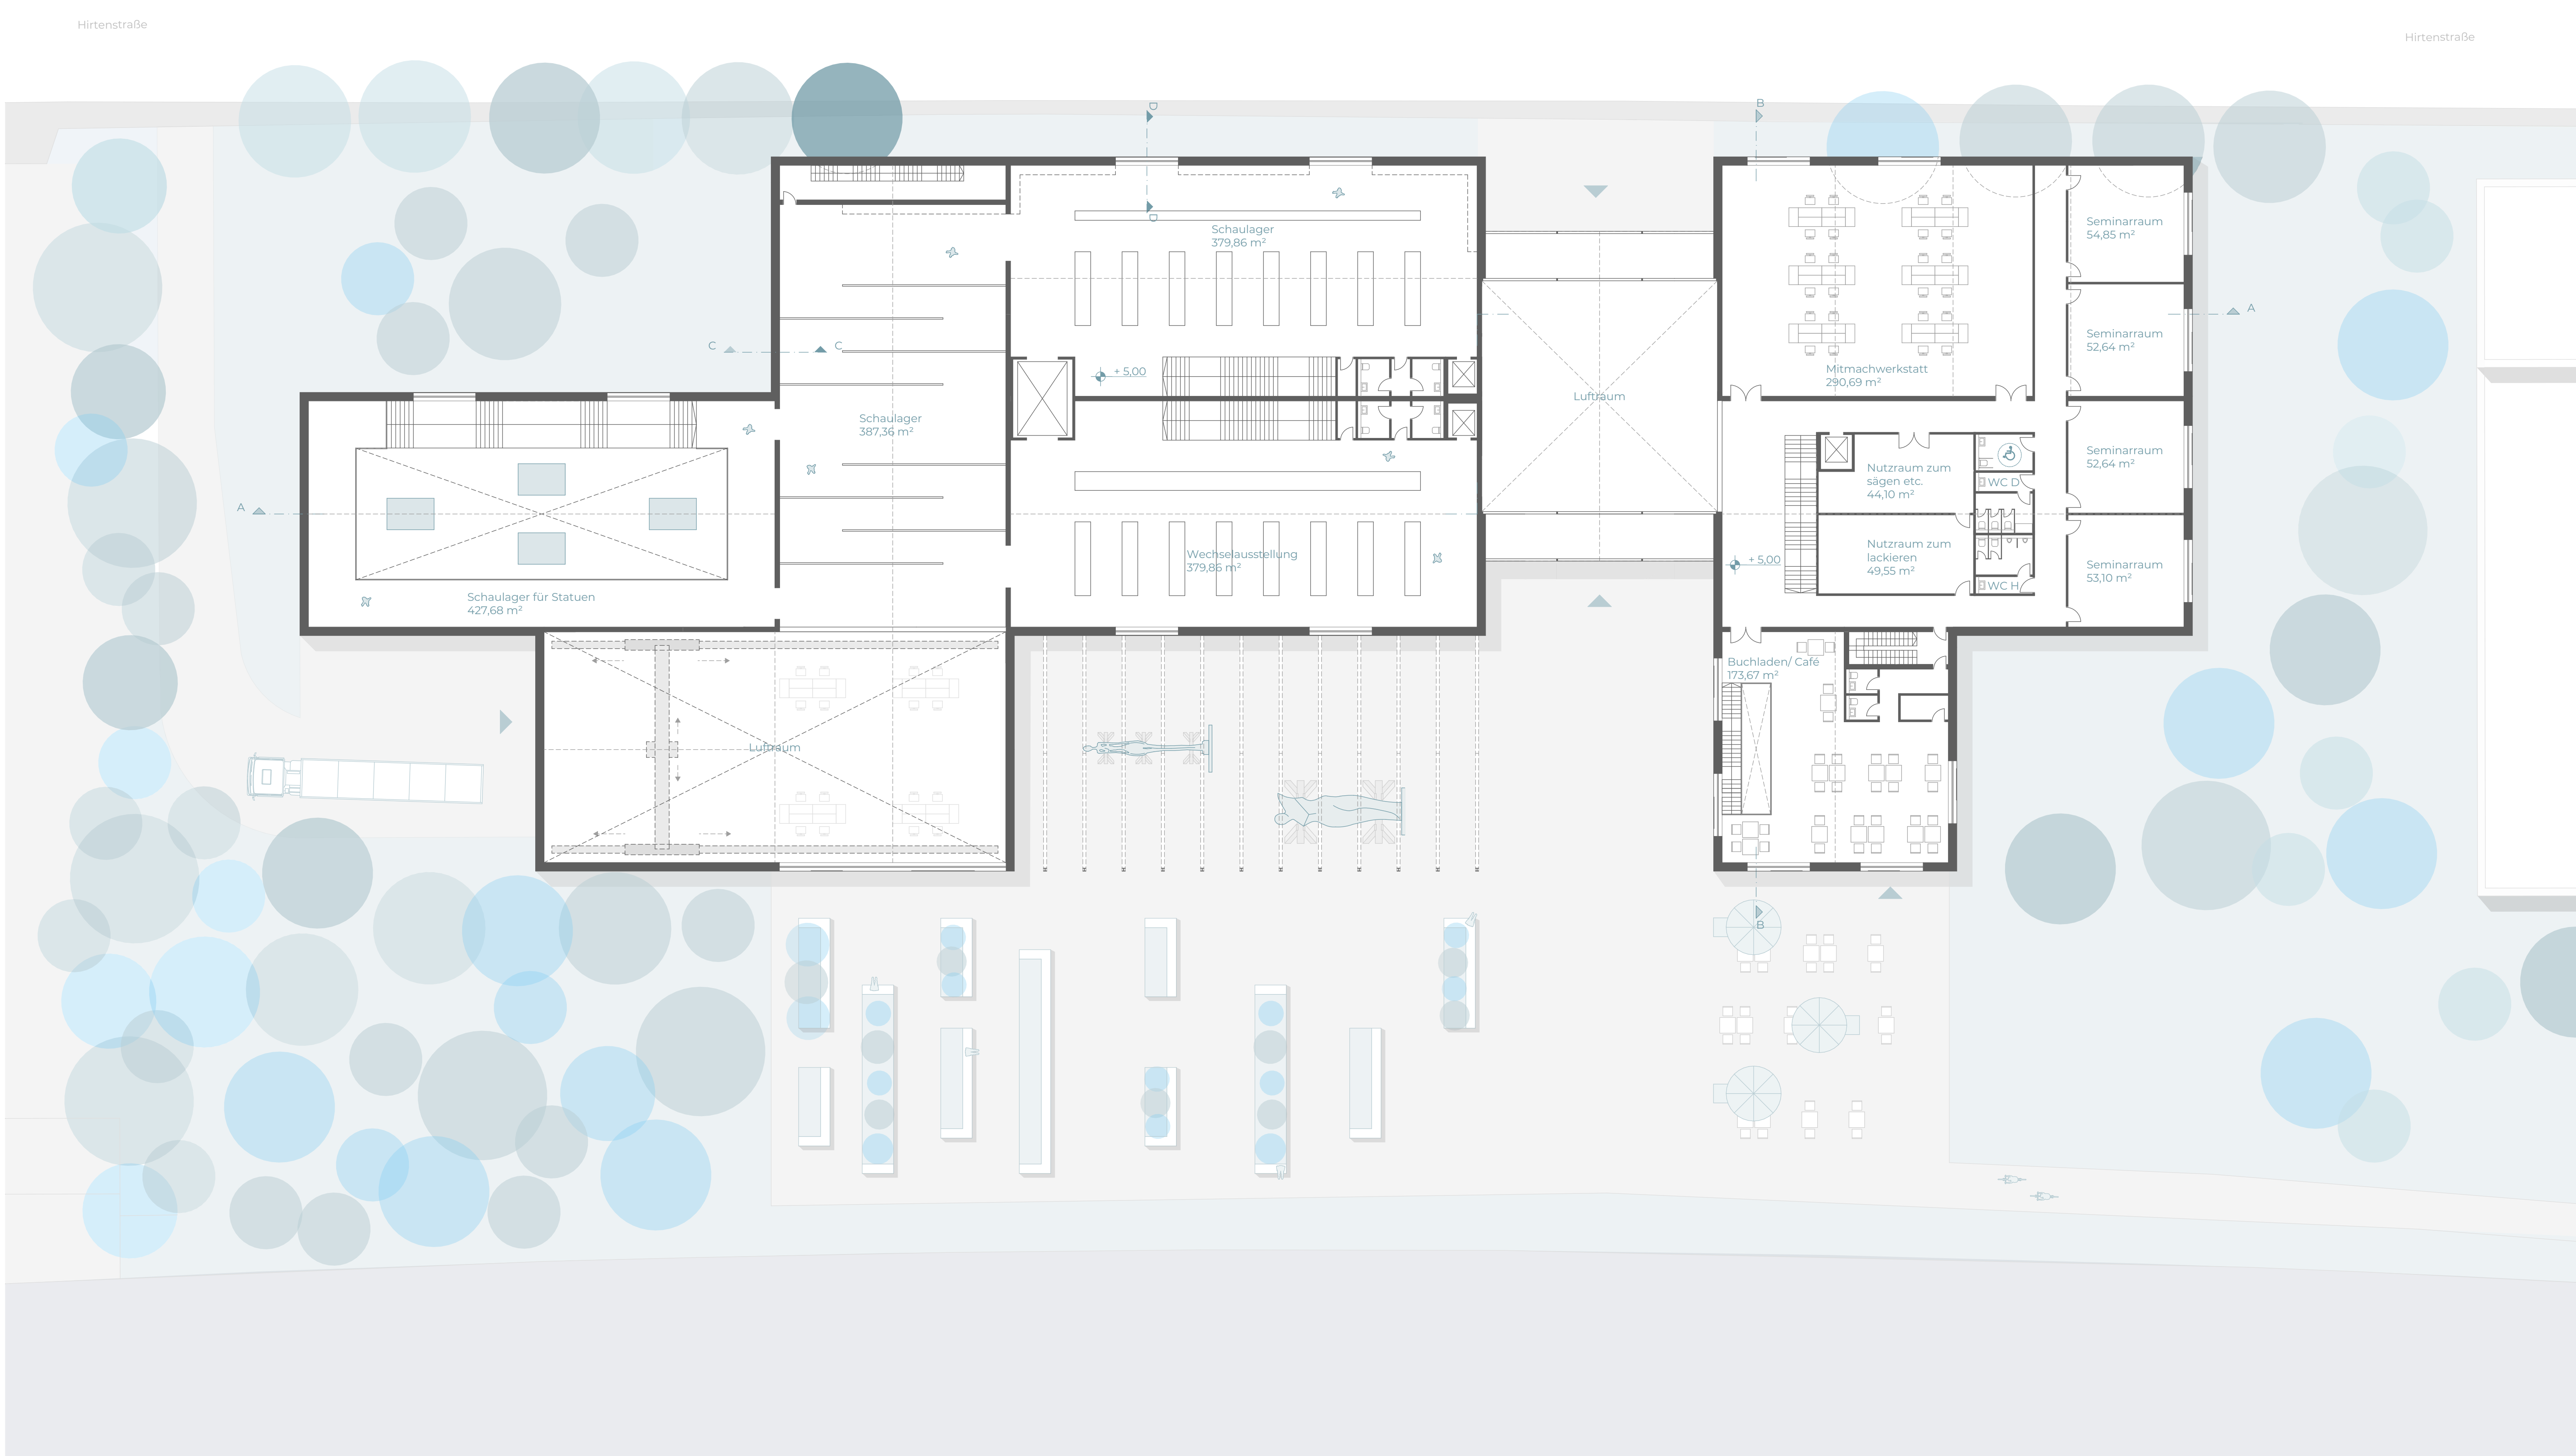 Hirtenstraße
Hirtenstraße
D
B
D
Schaulager
379,86 m²
Seminarraum
54,85 m²
A
Seminarraum
52,64 m²
C
C
+ 5,00
Mitmachwerkstatt
290,69 m²
Luftraum
Schaulager
387,36 m²
Seminarraum
52,64 m²
Nutzraum zum
sägen etc.
44,10 m²
WC D
A
Wechselausstellung
379,86 m²
+ 5,00
Nutzraum zum
lackieren
49,55 m²
Seminarraum
53,10 m²
WC H
Schaulager für Statuen
427,68 m²
Buchladen/ Café
173,67 m²
Luftraum
B